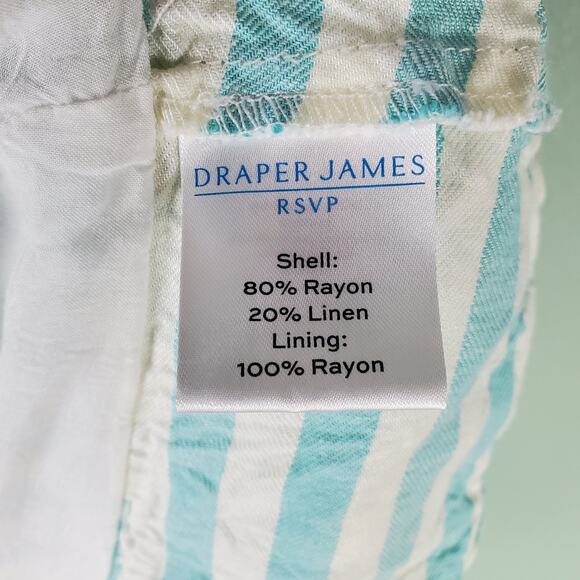 DRAPER JAMES
RSVP
Shell:
80% Rayon
20% Linen
Lining:
100% Rayon